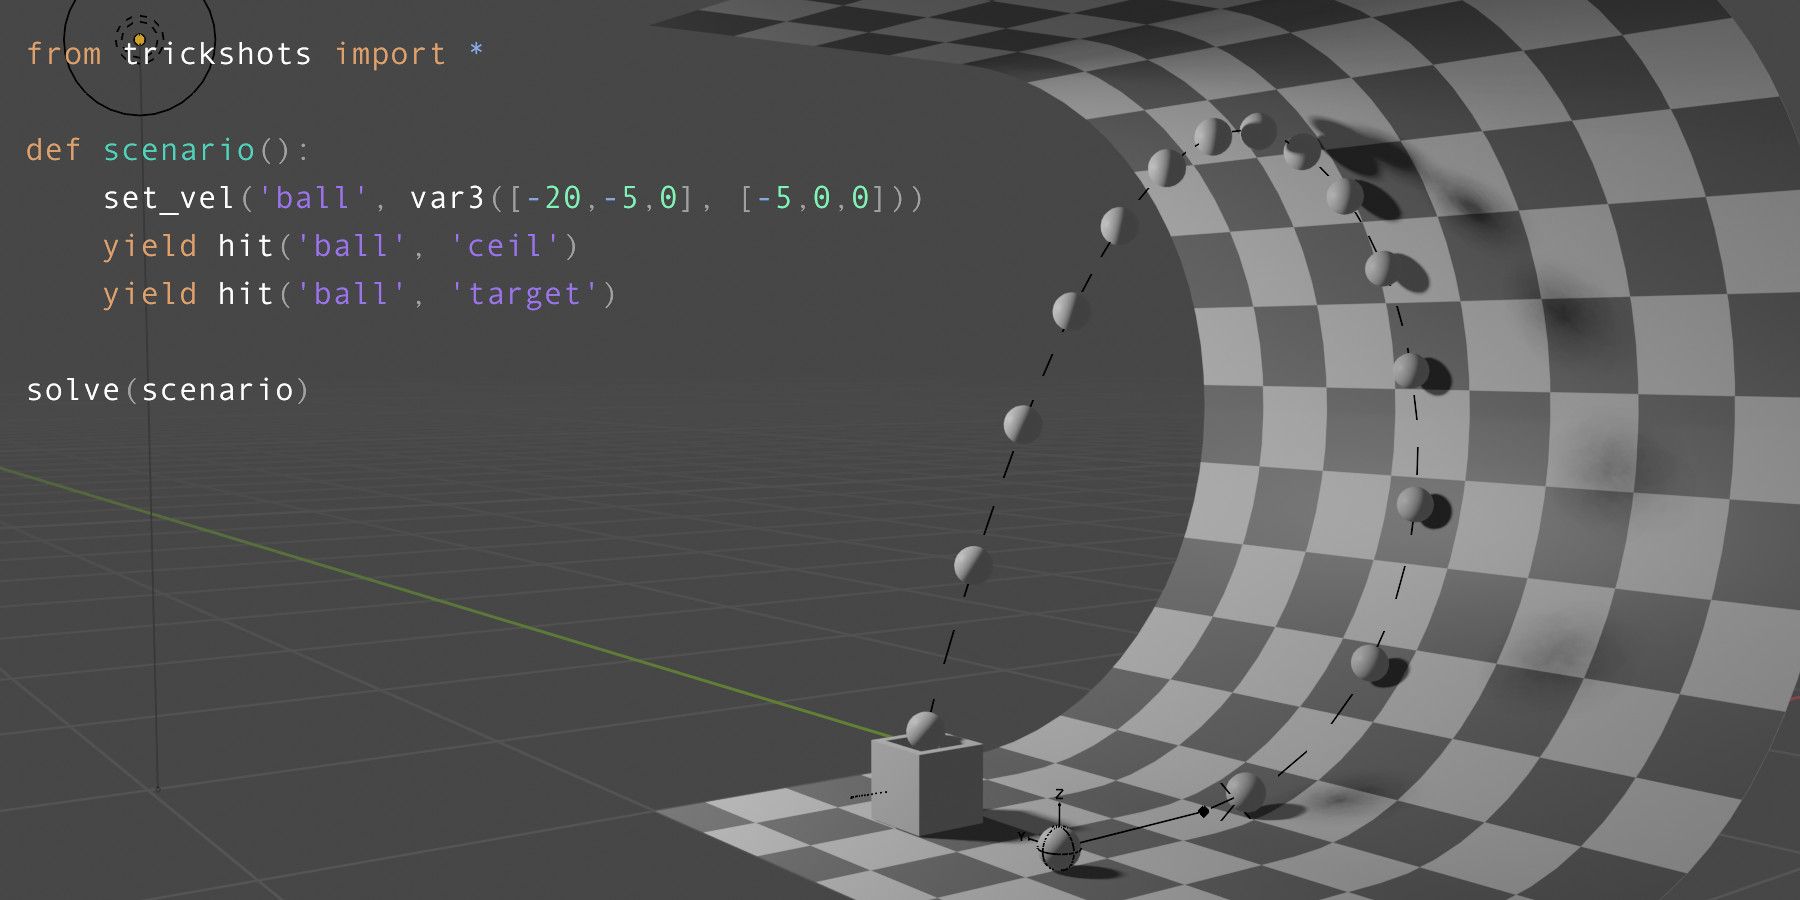 from trickshots import *
def scenario():
    set_vel('ball', var3([-20,-5,0], [-5,0,0]))
    yield hit('ball', 'ceil')
    yield hit('ball', 'target')
solve(scenario)
Z
Y